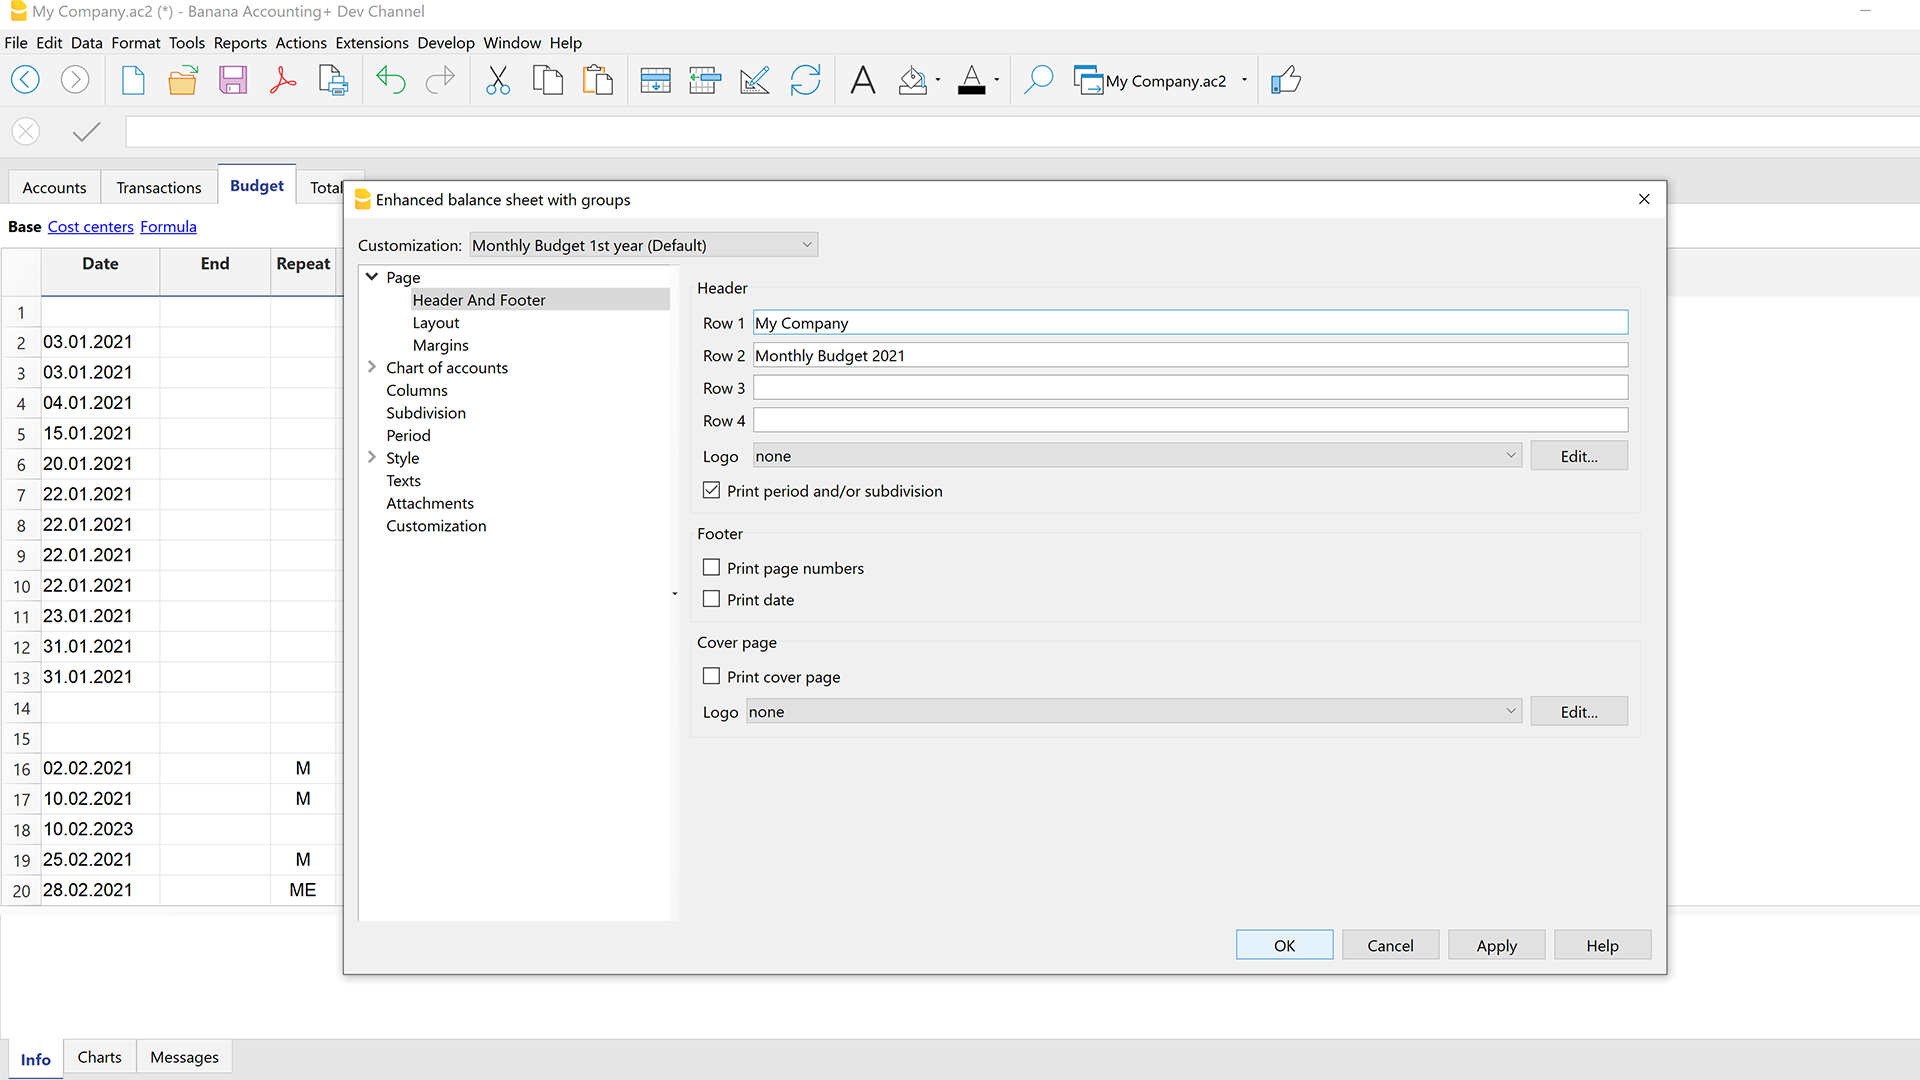 My Company.ac2 (*) - Banana Accounting+ Dev Channel
File Edit Data Format Tools Reports Actions Extensions Develop Window Help
My Company.ac2
Accounts Transactions Budget Total
Base Cost centers Formula
Date End Repeat
1
2 03.01.2021
3 03.01.2021
4 04.01.2021
5 15.01.2021
6 20.01.2021
7 22.01.2021
8 22.01.2021
9 22.01.2021
10 22.01.2021
11 23.01.2021
12 31.01.2021
13 31.01.2021
14
15
16 02.02.2021 M
17 10.02.2021 M
18 10.02.2023
19 25.02.2021 M
20 28.02.2021 ME
Enhanced balance sheet with groups
Customization: Monthly Budget 1st year (Default)
Page
Header And Footer
Layout
Margins
Chart of accounts
Columns
Subdivision
Period
Style
Texts
Attachments
Customization
Header
Row 1 My Company
Row 2 Monthly Budget 2021
Row 3
Row 4
Logo none Edit...
Print period and/or subdivision
Footer
Print page numbers
Print date
Cover page
Print cover page
Logo none Edit...
OK Cancel Apply Help
Info Charts Messages